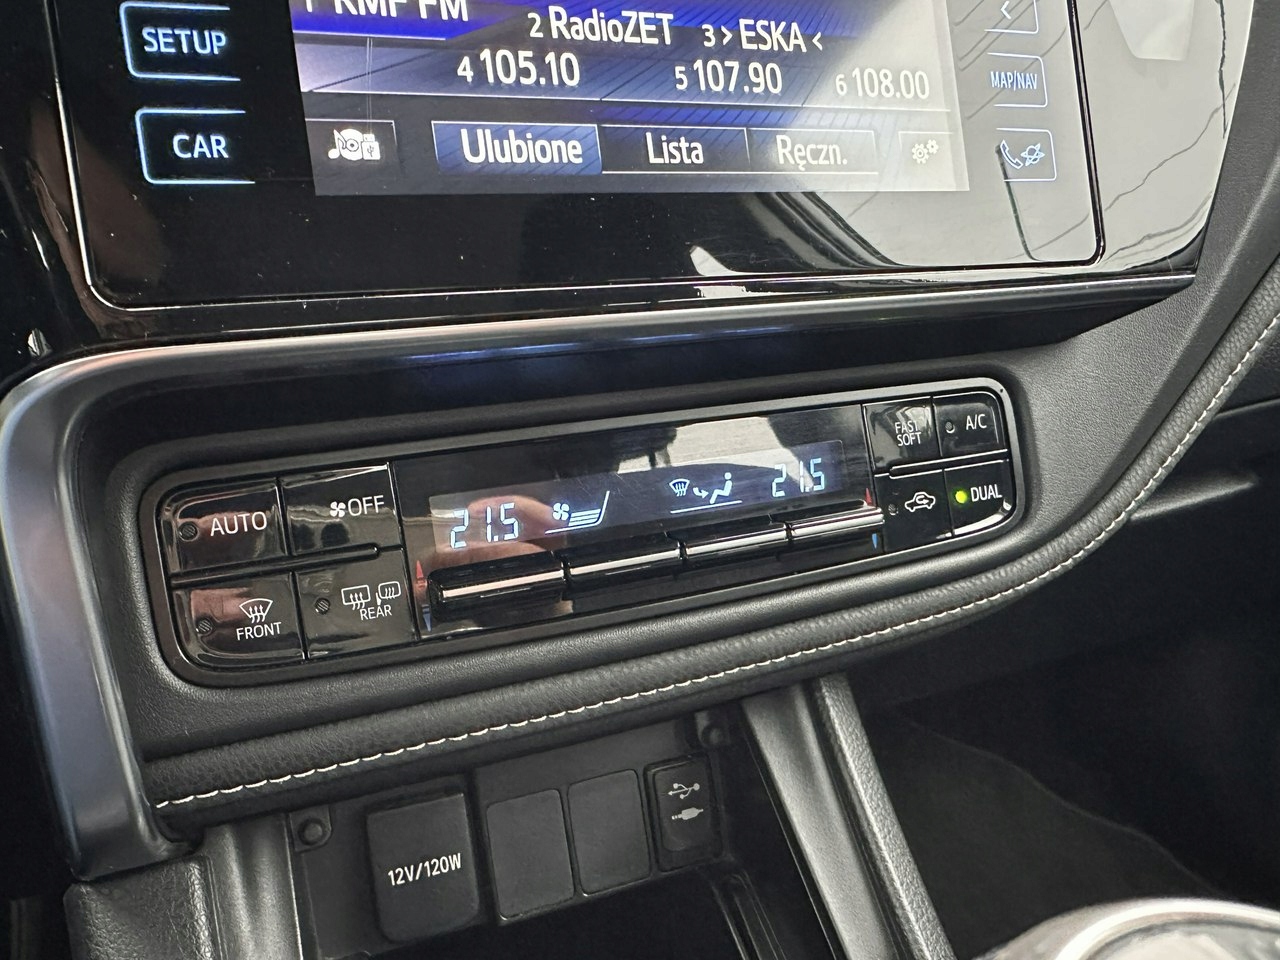 1 RMF FM
2 RadioZET 3 > ESKA <
4 105.10 5 107.90 6 108.00
Ulubione Lista Ręczn.
SETUP
CAR
MAP/NAV
AUTO
OFF
FRONT
REAR
21.5
21.5
FAST
SOFT
A/C
DUAL
12V/120W